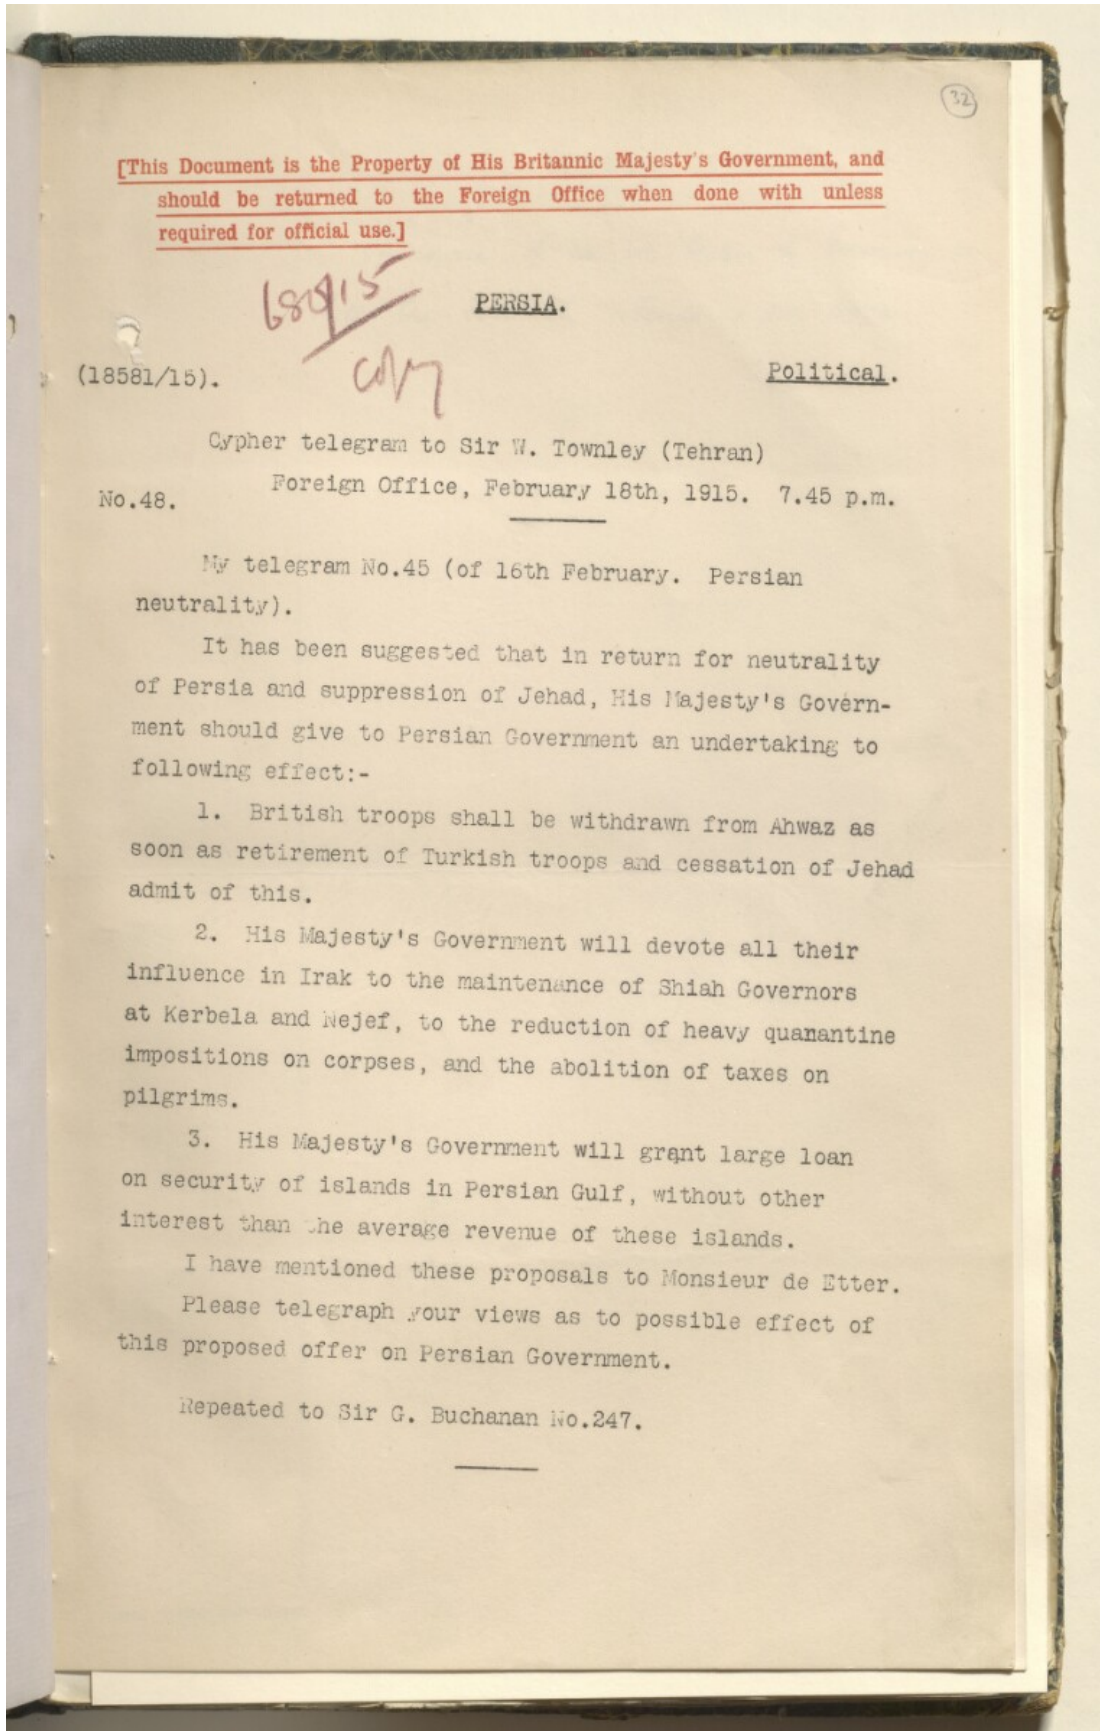 32
[This Document is the Property of His Britannic Majesty's Government, and
should be returned to the Foreign Office when done with unless
required for official use.]
PERSIA.
copy
(18581/15).
Political.
Cypher telegram to Sir W. Townley (Tehran)
Foreign Office, February 18th, 1915. 7.45 p.m.
No.48.
My telegram No.45 (of 16th February. Persian
neutrality).
It has been suggested that in return for neutrality
of Persia and suppression of Jehad, His Majesty's Govern-
ment should give to Persian Government an undertaking to
following effect:-
1. British troops shall be withdrawn from Ahwaz as
soon as retirement of Turkish troops and cessation of Jehad
admit of this.
2. His Majesty's Government will devote all their
influence in Irak to the maintenance of Shiah Governors
at Kerbela and Nejef, to the reduction of heavy quanantine
impositions on corpses, and the abolition of taxes on
pilgrims.
3. His Majesty's Government will grant large loan
on security of islands in Persian Gulf, without other
interest than the average revenue of these islands.
I have mentioned these proposals to Monsieur de Etter.
Please telegraph your views as to possible effect of
this proposed offer on Persian Government.
Repeated to Sir G. Buchanan No.247.